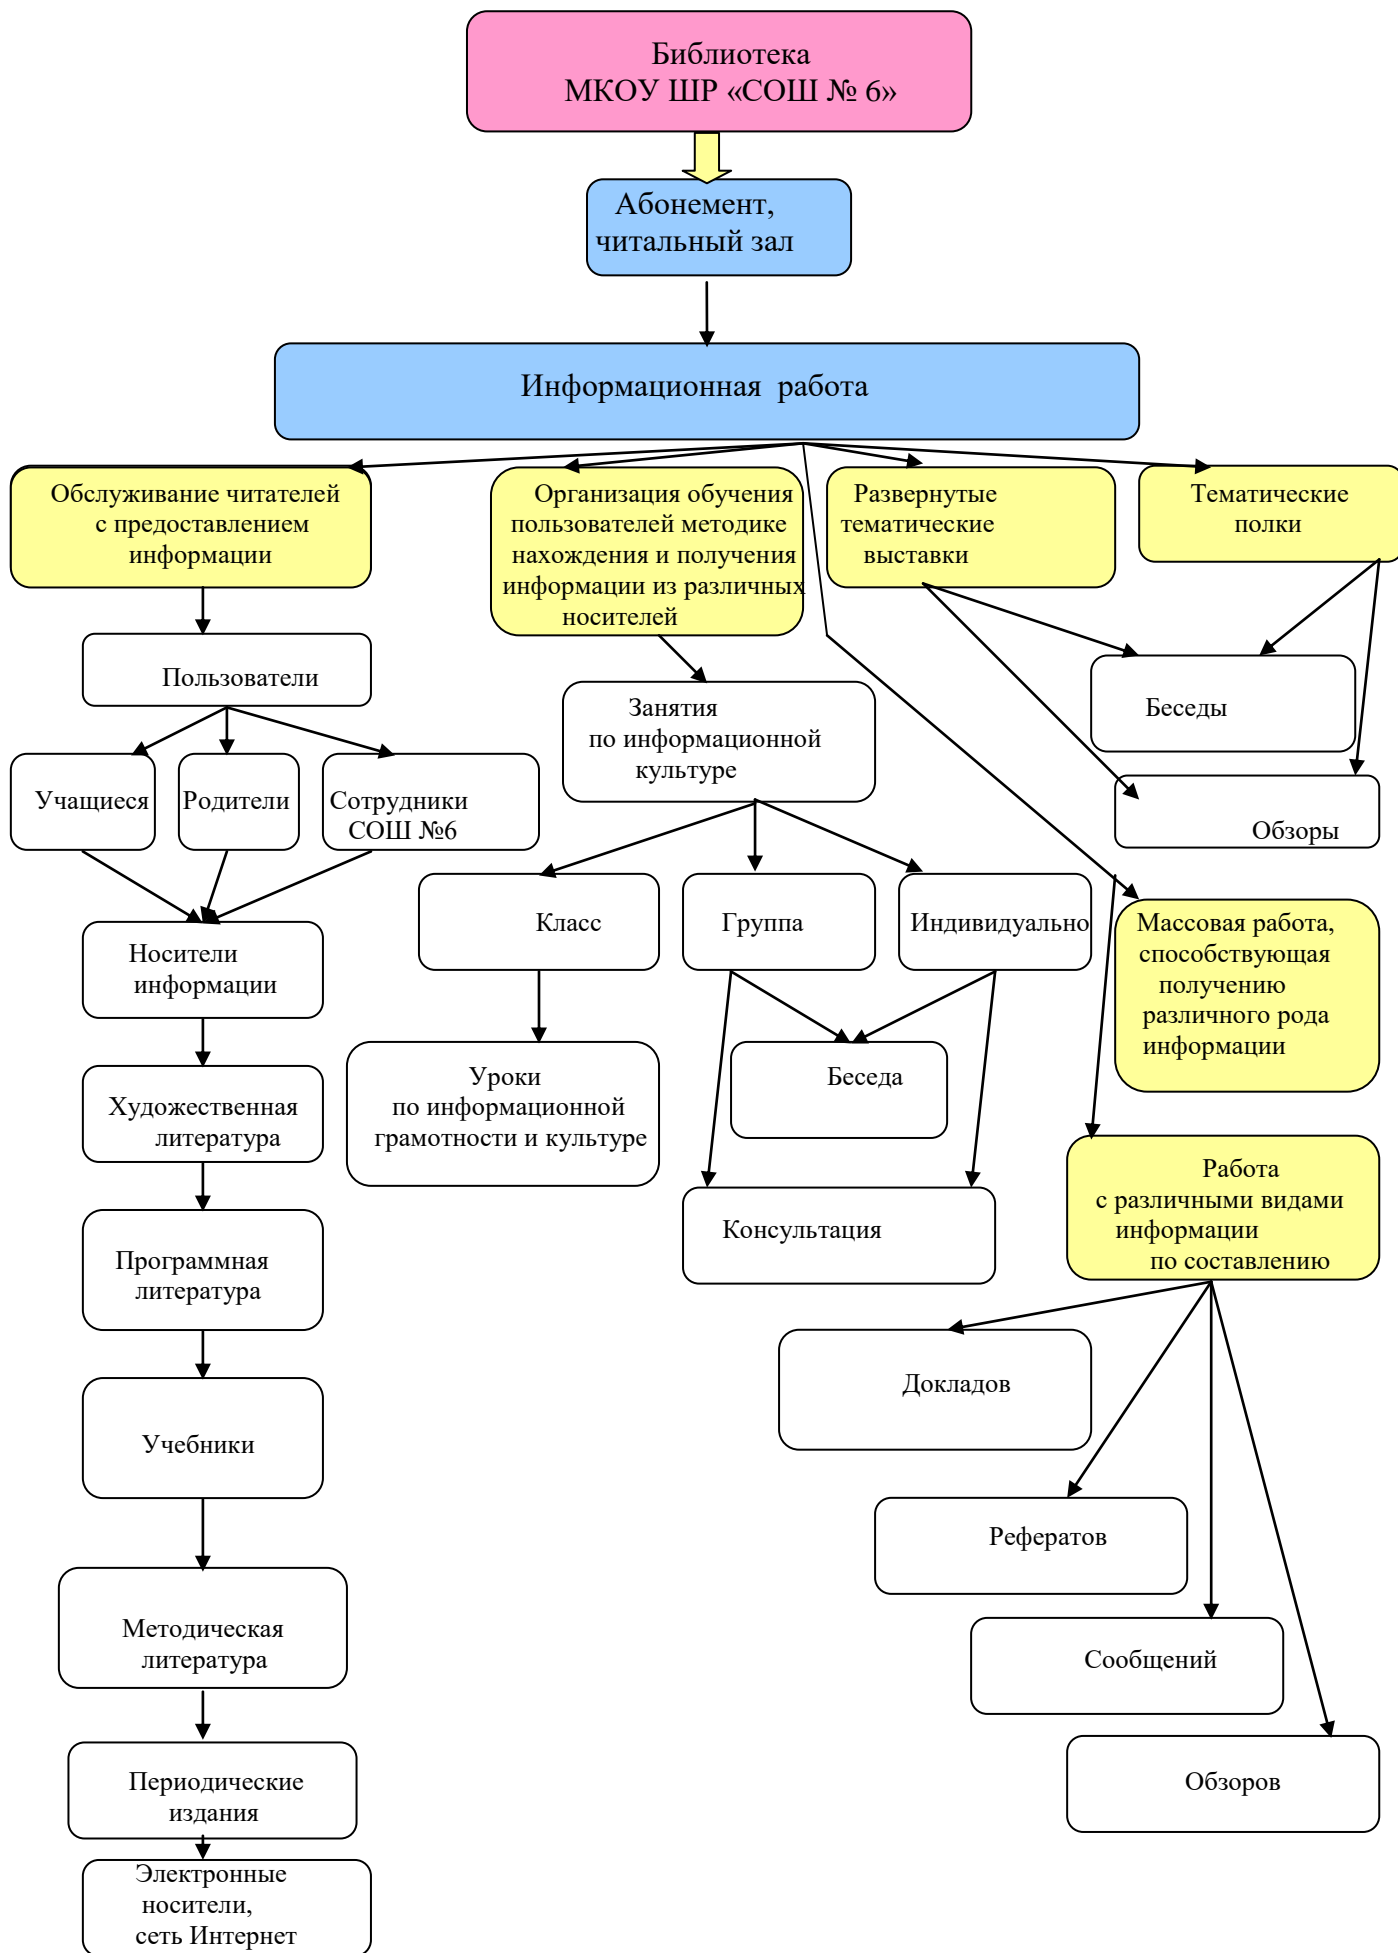 Библиотека
МКОУ ШР «СОШ № 6»
Абонемент,
читальный зал
Информационная работа
Обслуживание читателей
с предоставлением
информации
Организация обучения
пользователей методике
нахождения и получения
информации из различных
носителей
Развернутые
тематические
выставки
Тематические
полки
Пользователи
Учащиеся
Родители
Сотрудники
СОШ №6
Носители
информации
Художественная
литература
Программная
литература
Учебники
Методическая
литература
Периодические
издания
Электронные
носители,
сеть Интернет
Занятия
по информационной
культуре
Класс
Группа
Индивидуально
Уроки
по информационной
грамотности и культуре
Беседа
Консультация
Беседы
Обзоры
Массовая работа,
способствующая
получению
различного рода
информации
Работа
с различными видами
информации
по составлению
Докладов
Рефератов
Сообщений
Обзоров